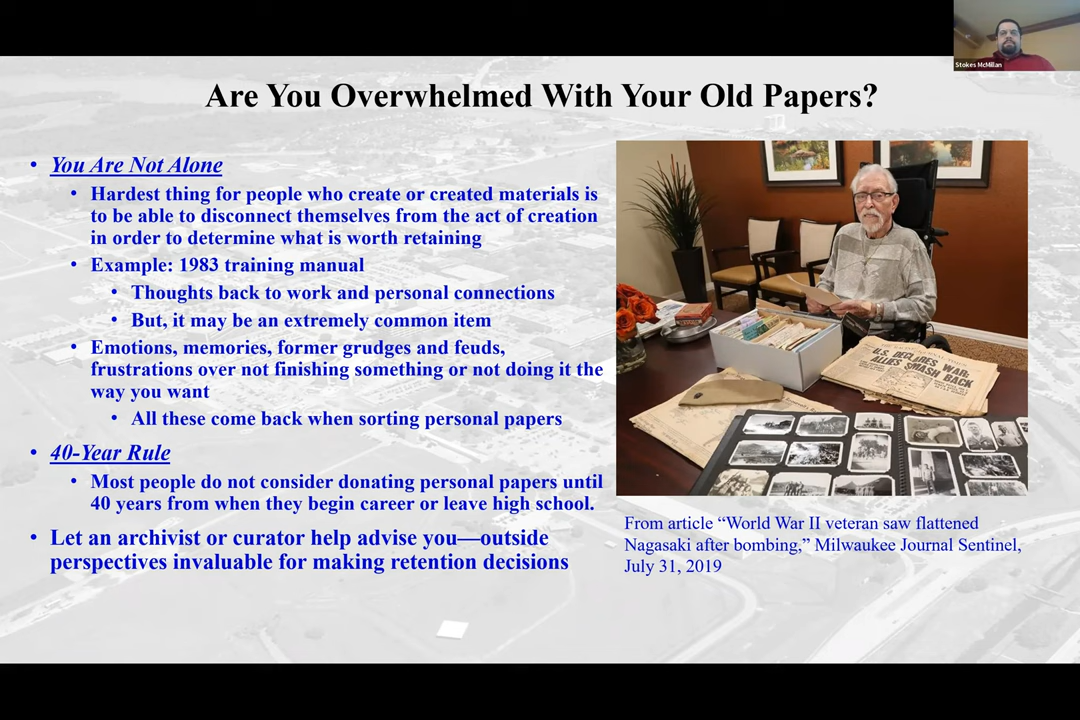 Stokes McMillan
Are You Overwhelmed With Your Old Papers?
• You Are Not Alone
• Hardest thing for people who create or created materials is
to be able to disconnect themselves from the act of creation
in order to determine what is worth retaining
• Example: 1983 training manual
• Thoughts back to work and personal connections
• But, it may be an extremely common item
• Emotions, memories, former grudges and feuds,
frustrations over not finishing something or not doing it the
way you want
• All these come back when sorting personal papers
• 40-Year Rule
• Most people do not consider donating personal papers until
40 years from when they begin career or leave high school.
• Let an archivist or curator help advise you—outside
perspectives invaluable for making retention decisions
U.S. DECLARES WAR;
ALLIES SMASH BACK
From article “World War II veteran saw flattened
Nagasaki after bombing,” Milwaukee Journal Sentinel,
July 31, 2019